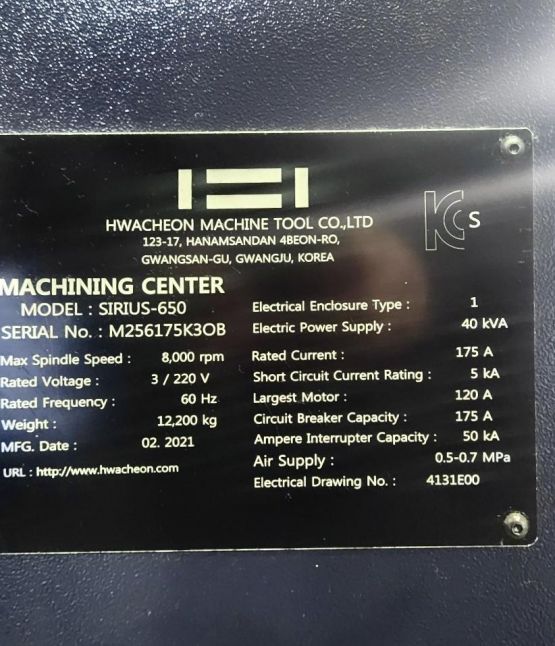 HWACHEON MACHINE TOOL CO.,LTD
123-17, HANAMSANDAN 4BEON-RO,
GWANGSAN-GU, GWANGJU, KOREA
KC S
MACHINING CENTER
MODEL : SIRIUS-650
SERIAL No. : M256175K3OB
Max Spindle Speed : 8,000 rpm
Rated Voltage : 3 / 220 V
Rated Frequency : 60 Hz
Weight : 12,200 kg
MFG. Date : 02. 2021
URL : http://www.hwacheon.com
Electrical Enclosure Type : 1
Electric Power Supply : 40 kVA
Rated Current : 175 A
Short Circuit Current Rating : 5 kA
Largest Motor : 120 A
Circuit Breaker Capacity : 175 A
Ampere Interrupter Capacity : 50 kA
Air Supply : 0.5-0.7 MPa
Electrical Drawing No. : 4131E00